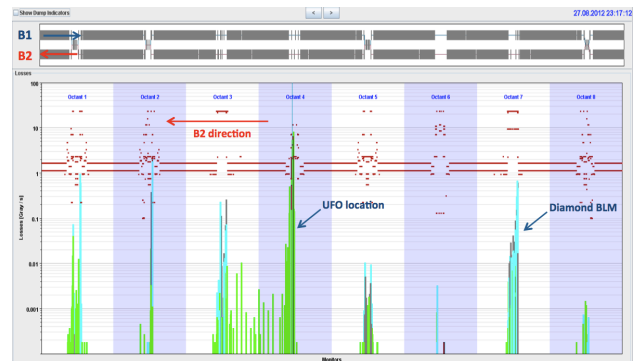 Show Dump Indicators
<
>
27.08.2012 23:17:12
B1
B2
Losses
100
Octant 1
Octant 2
Octant 3
Octant 4
Octant 5
Octant 6
Octant 7
Octant 8
10
B2 direction
1
Losses [Gray / s]
0.1
UFO location
Diamond BLM
0.01
0.001
Monitors